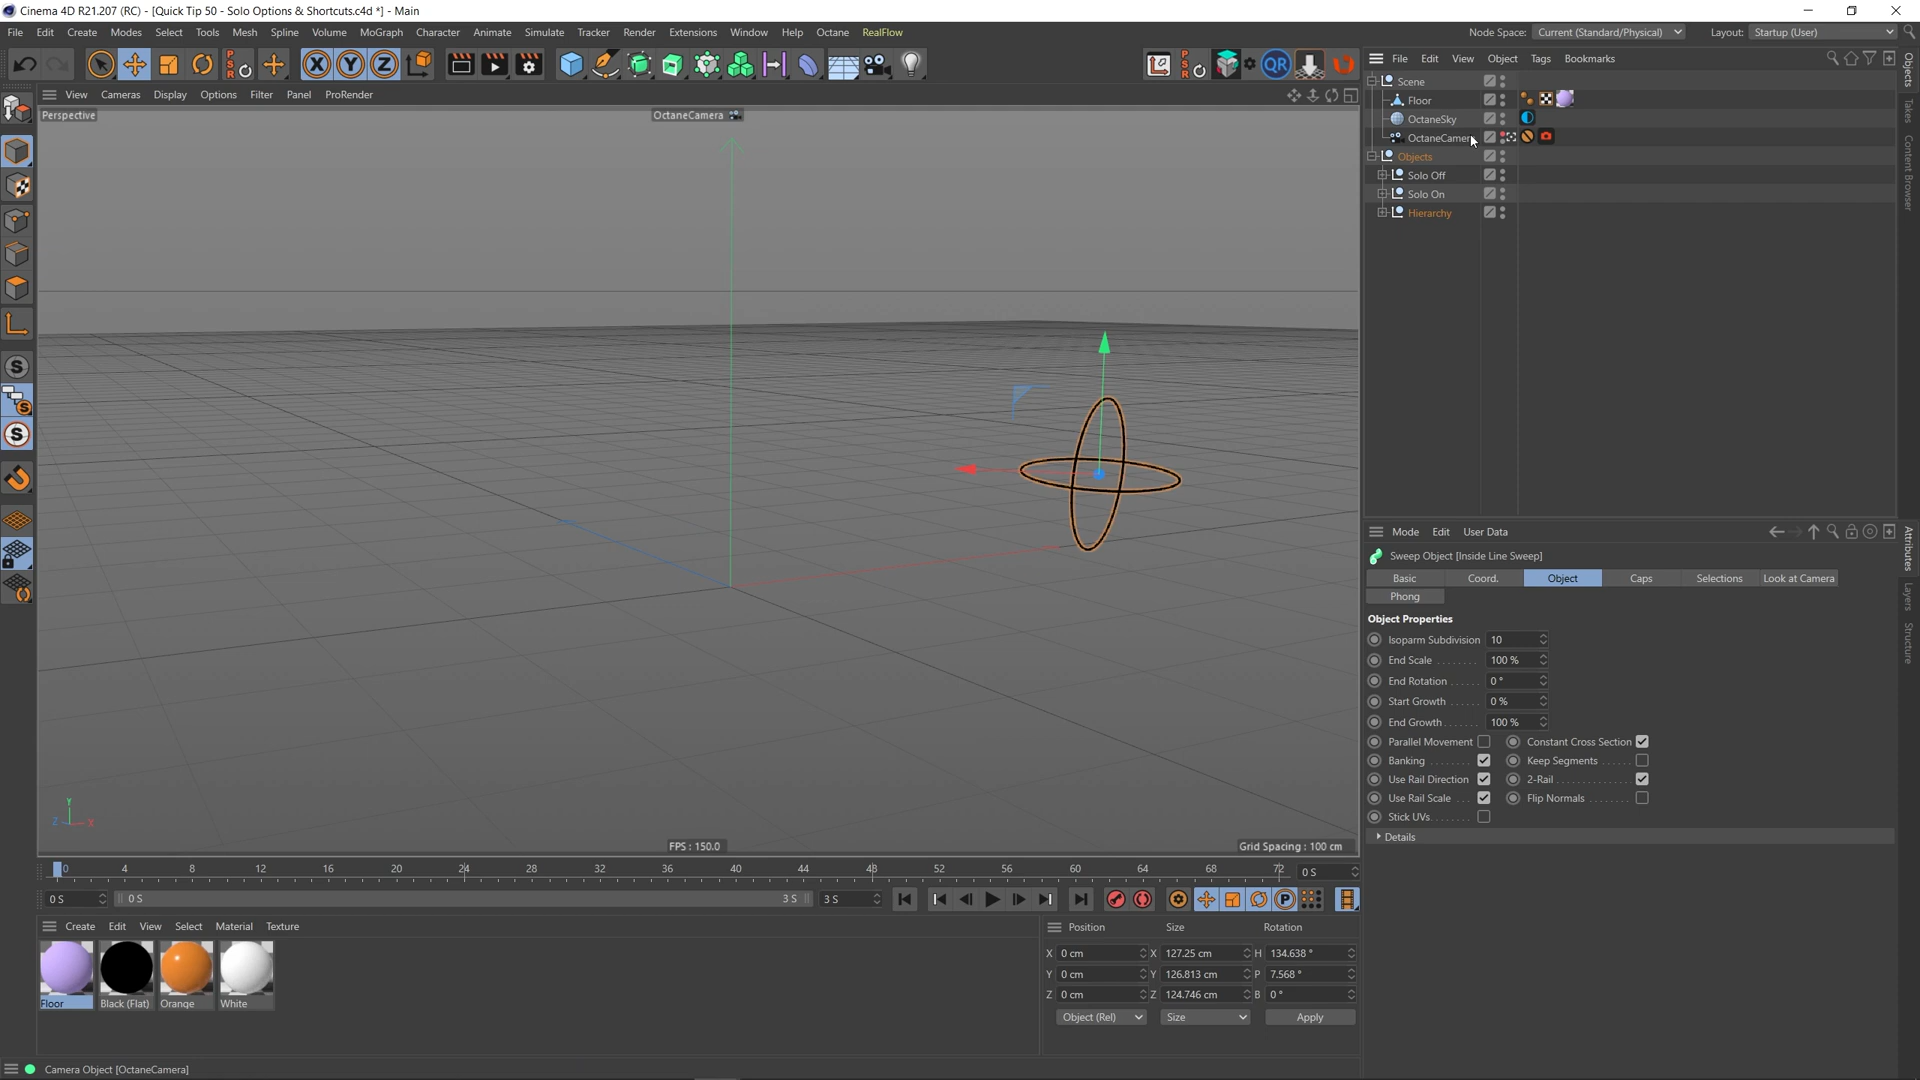 Cinema 4D R21.207 (RC) - [Quick Tip 50 - Solo Options & Shortcuts.c4d *] - Main
File Edit Create Modes Select Tools Mesh Spline Volume MoGraph Character Animate Simulate Tracker Render Extensions Window Help Octane RealFlow Node Space: Current (Standard/Physical) Layout: Startup (User)
PSR X Y Z PSR QR
File Edit View Object Tags Bookmarks
View Cameras Display Options Filter Panel ProRender
Perspective OctaneCamera
Scene
Floor
OctaneSky
OctaneCamera
Objects
Solo Off
Solo On
Hierarchy
Objects
Takes
Content Browser
Mode Edit User Data
Sweep Object [Inside Line Sweep]
Basic Coord. Object Caps Selections Look at Camera
Phong
Object Properties
Isoparm Subdivision 10
End Scale 100 %
End Rotation 0 °
Start Growth 0 %
End Growth 100 %
Parallel Movement Constant Cross Section
Banking Keep Segments
Use Rail Direction 2-Rail
Use Rail Scale Flip Normals
Stick UVs
Details
Attributes
Layers
Structure
Y
Z X
FPS : 150.0 Grid Spacing : 100 cm
0 4 8 12 16 20 24 28 32 36 40 44 48 52 56 60 64 68 72 0 S
0 S 0 S 3 S 3 S
P
Create Edit View Select Material Texture
Floor Black (Flat) Orange White
Position Size Rotation
X 0 cm X 127.25 cm H 134.638 °
Y 0 cm Y 126.813 cm P 7.568 °
Z 0 cm Z 124.746 cm B 0 °
Object (Rel) Size Apply
Camera Object [OctaneCamera]